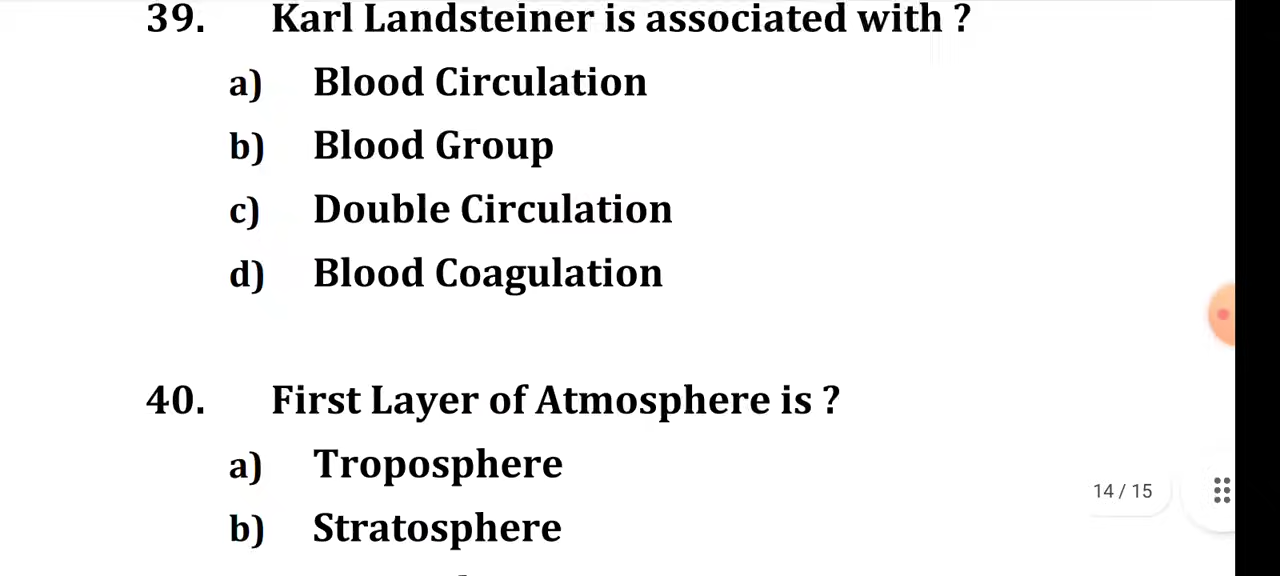 39. Karl Landsteiner is associated with ?
a) Blood Circulation
b) Blood Group
c) Double Circulation
d) Blood Coagulation
40. First Layer of Atmosphere is ?
a) Troposphere
14 / 15
b) Stratosphere